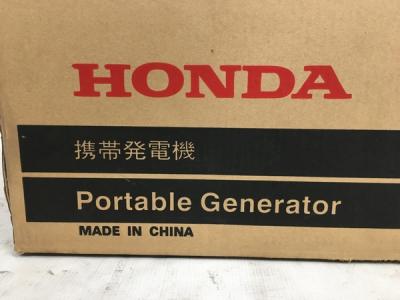 HONDA
携帯発電機
Portable Generator
MADE IN CHINA